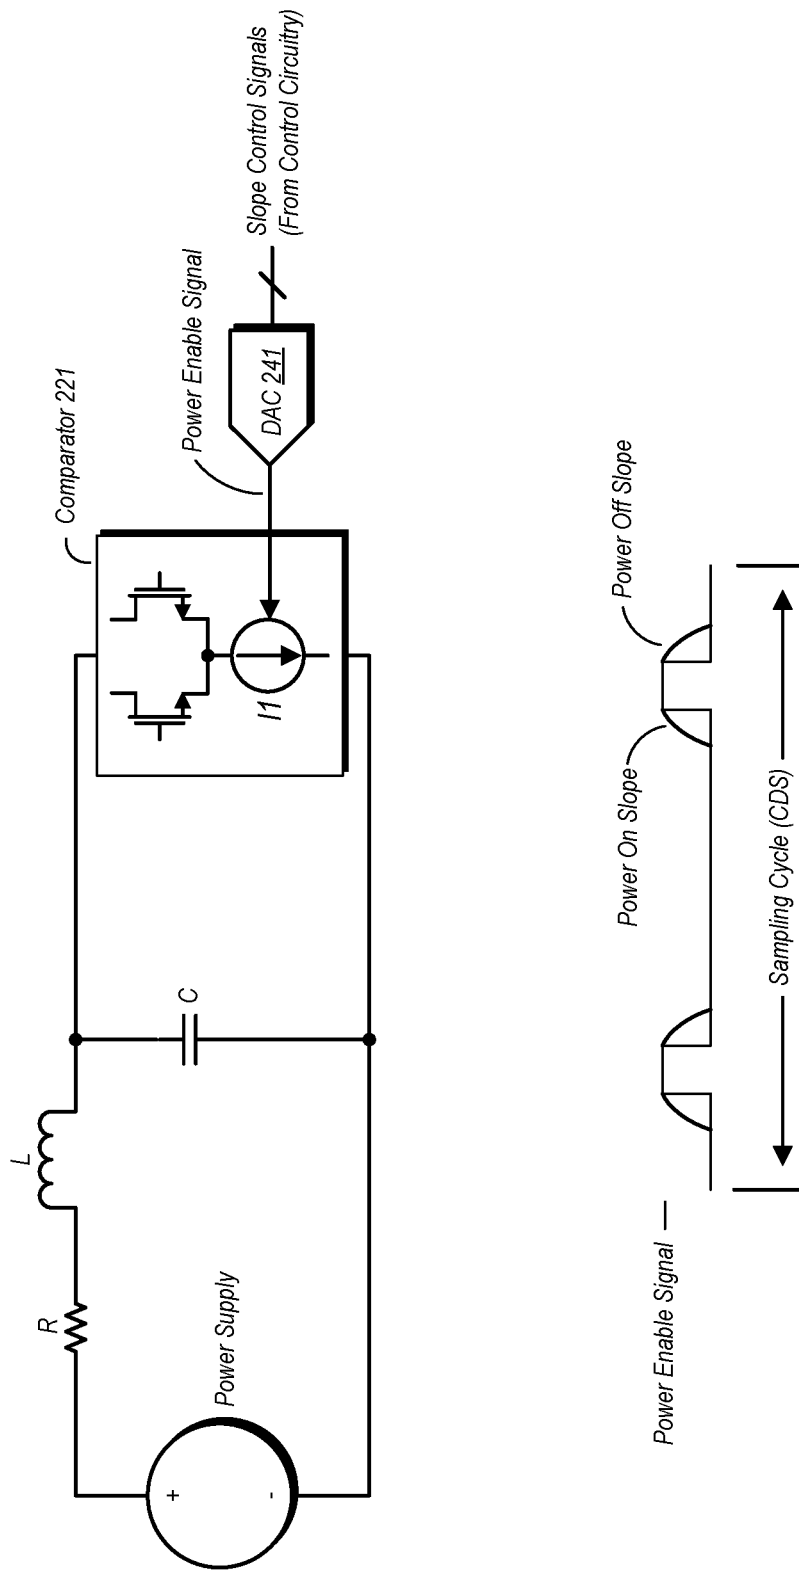 R
L
C
+
-
Power Supply
Comparator 221
I1
Power Enable Signal
DAC 241
Slope Control Signals
(From Control Circuitry)
Power Enable Signal
Power On Slope
Power Off Slope
Sampling Cycle (CDS)